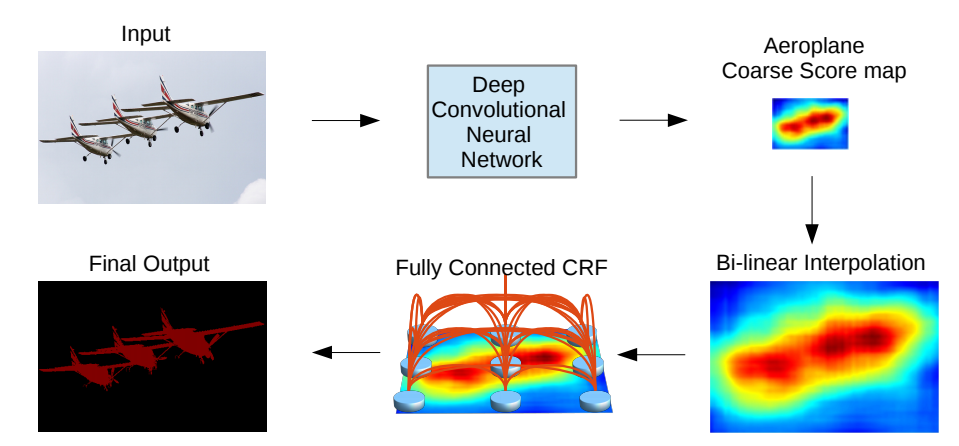 Input
Deep
Convolutional
Neural
Network
Aeroplane
Coarse Score map
Final Output
Fully Connected CRF
Bi-linear Interpolation